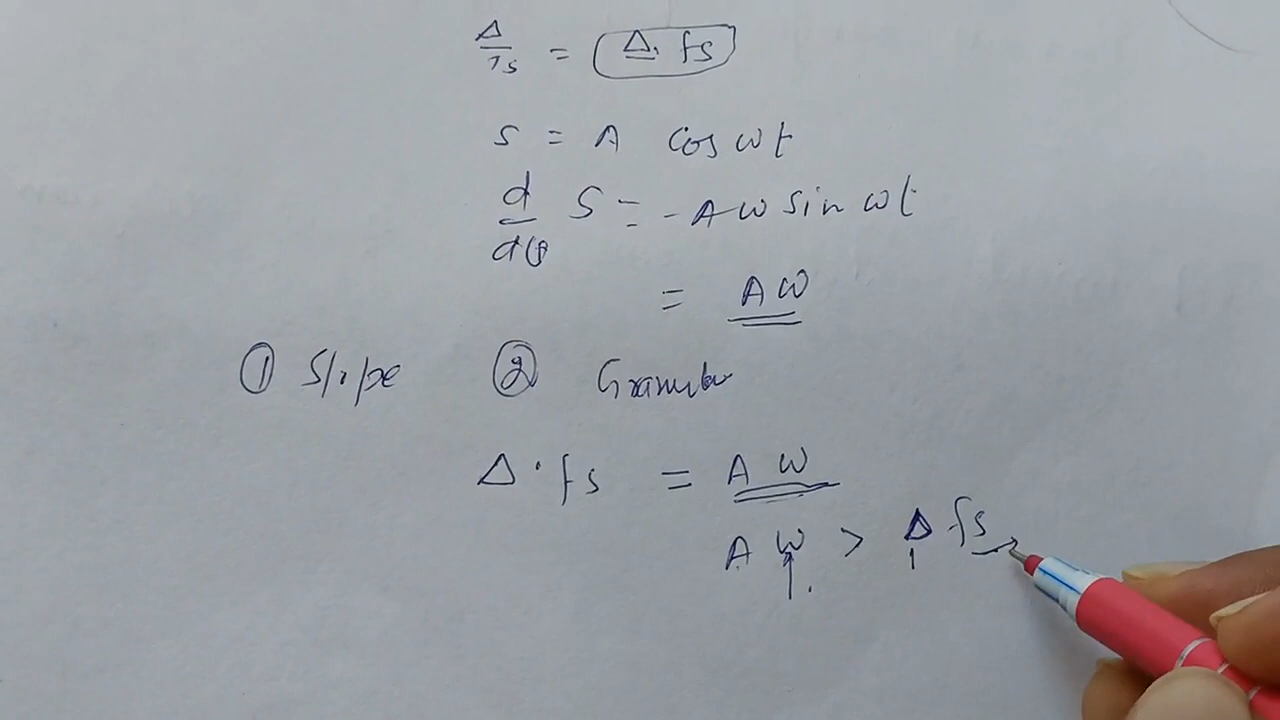 Δ/Ts = Δ. fs
S = A Cos ωt
d/dt S = -Aω Sin ωt
= Aω
① Slope ② Granular
Δ·fs = Aω
Aω > Δ fs